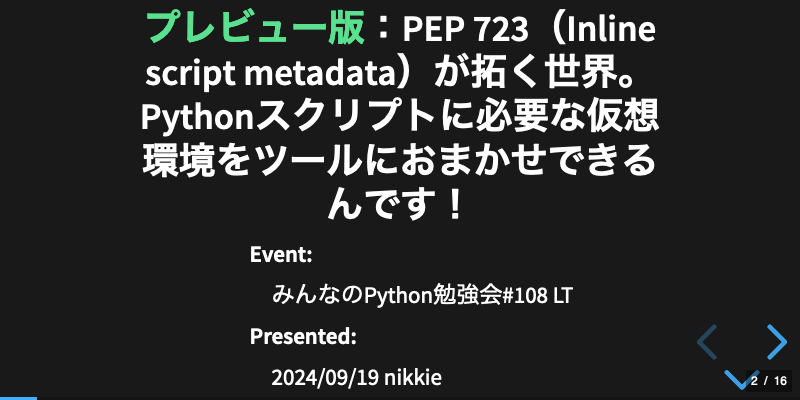 プレビュー版：PEP 723（Inline
script metadata）が拓く世界。
Pythonスクリプトに必要な仮想
環境をツールにおまかせできる
んです！
Event:
みんなのPython勉強会#108 LT
Presented:
2024/09/19 nikkie
2 / 16